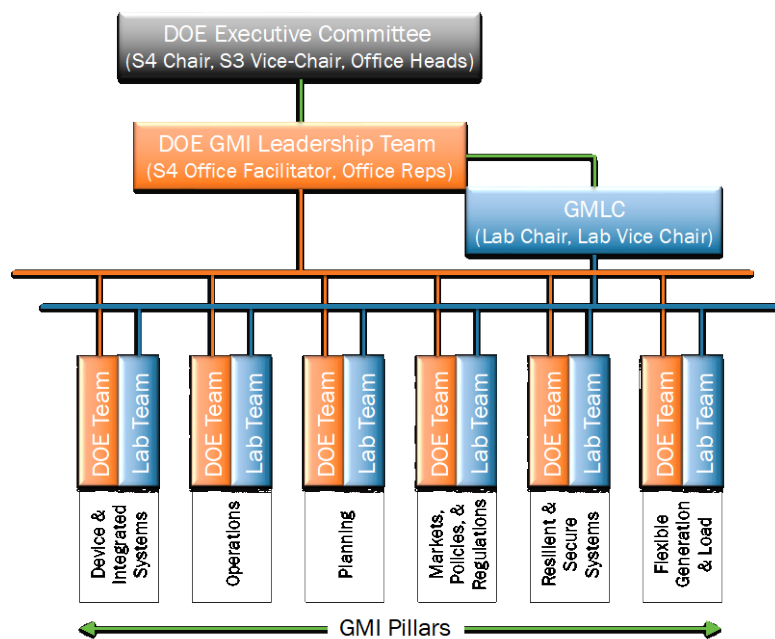 DOE Executive Committee
(S4 Chair, S3 Vice-Chair, Office Heads)
DOE GMI Leadership Team
(S4 Office Facilitator, Office Reps)
GMLC
(Lab Chair, Lab Vice Chair)
DOE Team
Lab Team
DOE Team
Lab Team
DOE Team
Lab Team
DOE Team
Lab Team
DOE Team
Lab Team
DOE Team
Lab Team
Device &
Integrated
Systems
Operations
Planning
Markets,
Policies, &
Regulations
Resilient &
Secure
Systems
Flexible
Generation
& Load
GMI Pillars